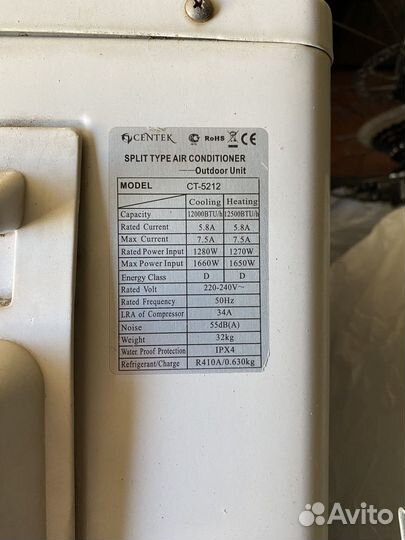 CENTEK RoHS CE
SPLIT TYPE AIR CONDITIONER
——Outdoor Unit
MODEL CT-5212
Cooling Heating
Capacity 12000BTU/h 12500BTU/h
Rated Current 5.8A 5.8A
Max Current 7.5A 7.5A
Rated Power Input 1280W 1270W
Max Power Input 1660W 1650W
Energy Class D D
Rated Volt 220-240V~
Rated Frequency 50Hz
LRA of Compressor 34A
Noise 55dB(A)
Weight 32kg
Water Proof Protection IPX4
Refrigerant/Charge R410A/0.630kg
Avito